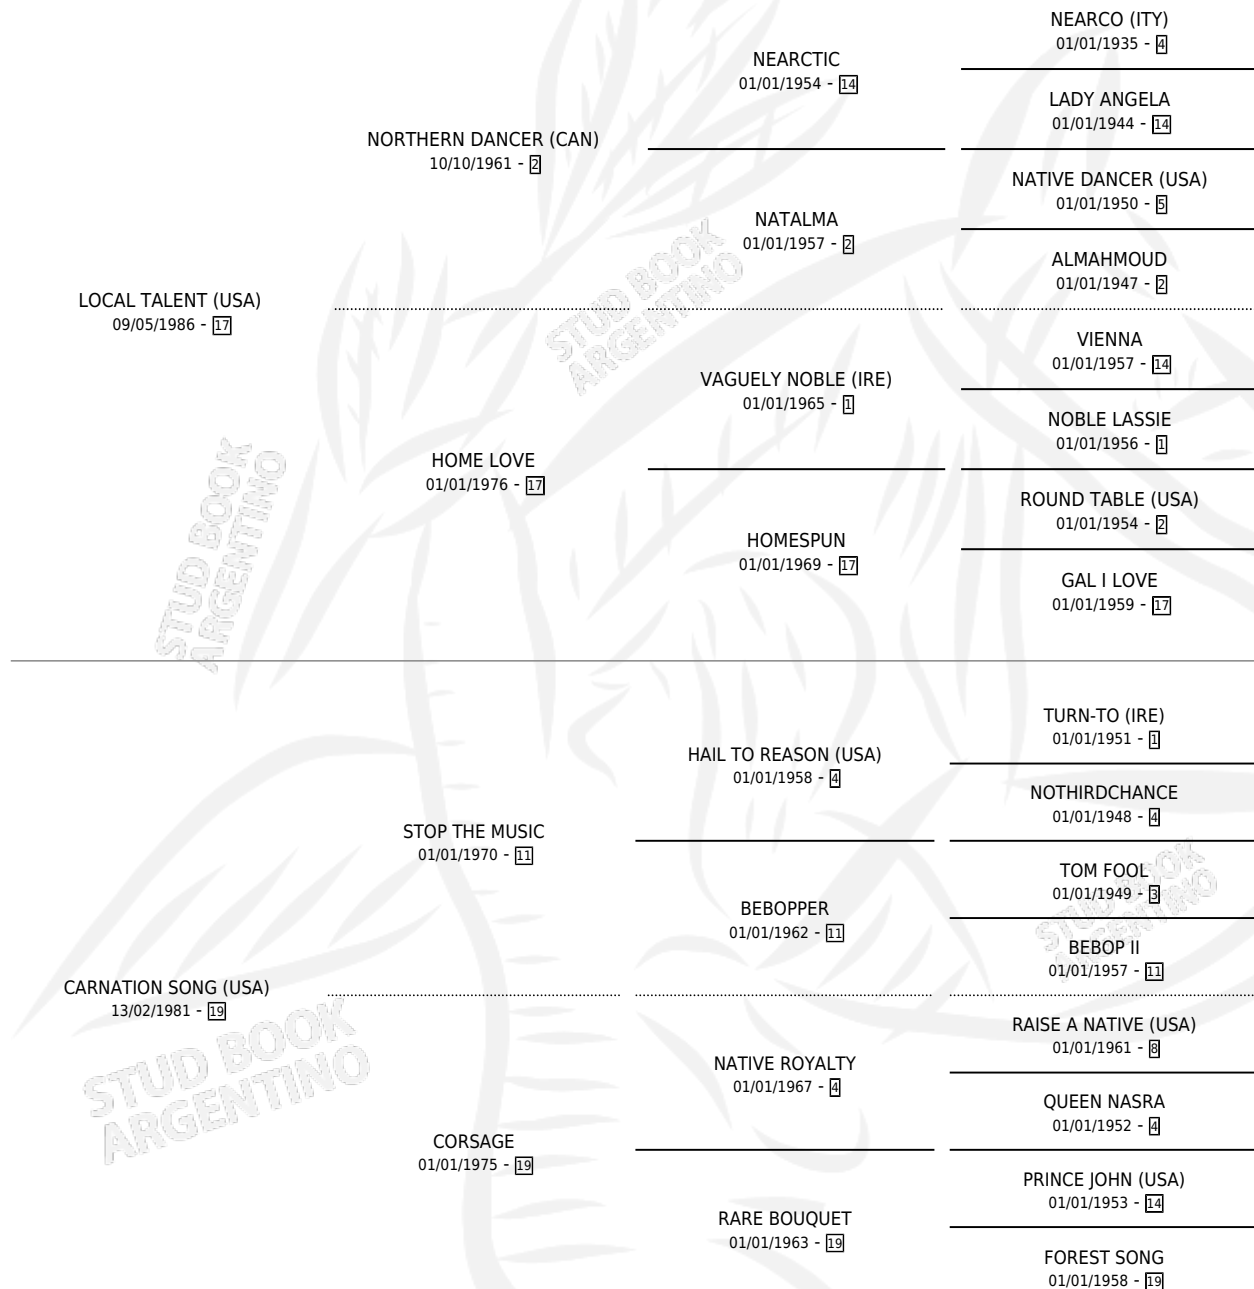 NEARCO (ITY)
01/01/1935 - 4
NEARCTIC
01/01/1954 - 14
LADY ANGELA
01/01/1944 - 14
NORTHERN DANCER (CAN)
10/10/1961 - 2
NATIVE DANCER (USA)
01/01/1950 - 5
NATALMA
01/01/1957 - 2
ALMAHMOUD
01/01/1947 - 2
LOCAL TALENT (USA)
09/05/1986 - 17
VIENNA
01/01/1957 - 14
VAGUELY NOBLE (IRE)
01/01/1965 - 1
NOBLE LASSIE
01/01/1956 - 1
HOME LOVE
01/01/1976 - 17
ROUND TABLE (USA)
01/01/1954 - 2
HOMESPUN
01/01/1969 - 17
GAL I LOVE
01/01/1959 - 17
TURN-TO (IRE)
01/01/1951 - 1
HAIL TO REASON (USA)
01/01/1958 - 4
NOTHIRDCHANCE
01/01/1948 - 4
STOP THE MUSIC
01/01/1970 - 11
TOM FOOL
01/01/1949 - 3
BEBOPPER
01/01/1962 - 11
BEBOP II
01/01/1957 - 11
CARNATION SONG (USA)
13/02/1981 - 19
RAISE A NATIVE (USA)
01/01/1961 - 8
NATIVE ROYALTY
01/01/1967 - 4
QUEEN NASRA
01/01/1952 - 4
CORSAGE
01/01/1975 - 19
PRINCE JOHN (USA)
01/01/1953 - 14
RARE BOUQUET
01/01/1963 - 19
FOREST SONG
01/01/1958 - 19
STUD BOOK
ARGENTINO
STUD BOOK
ARGENTINO
STUD BOOK
ARGENTINO
STUD BOOK
ARGENTINO